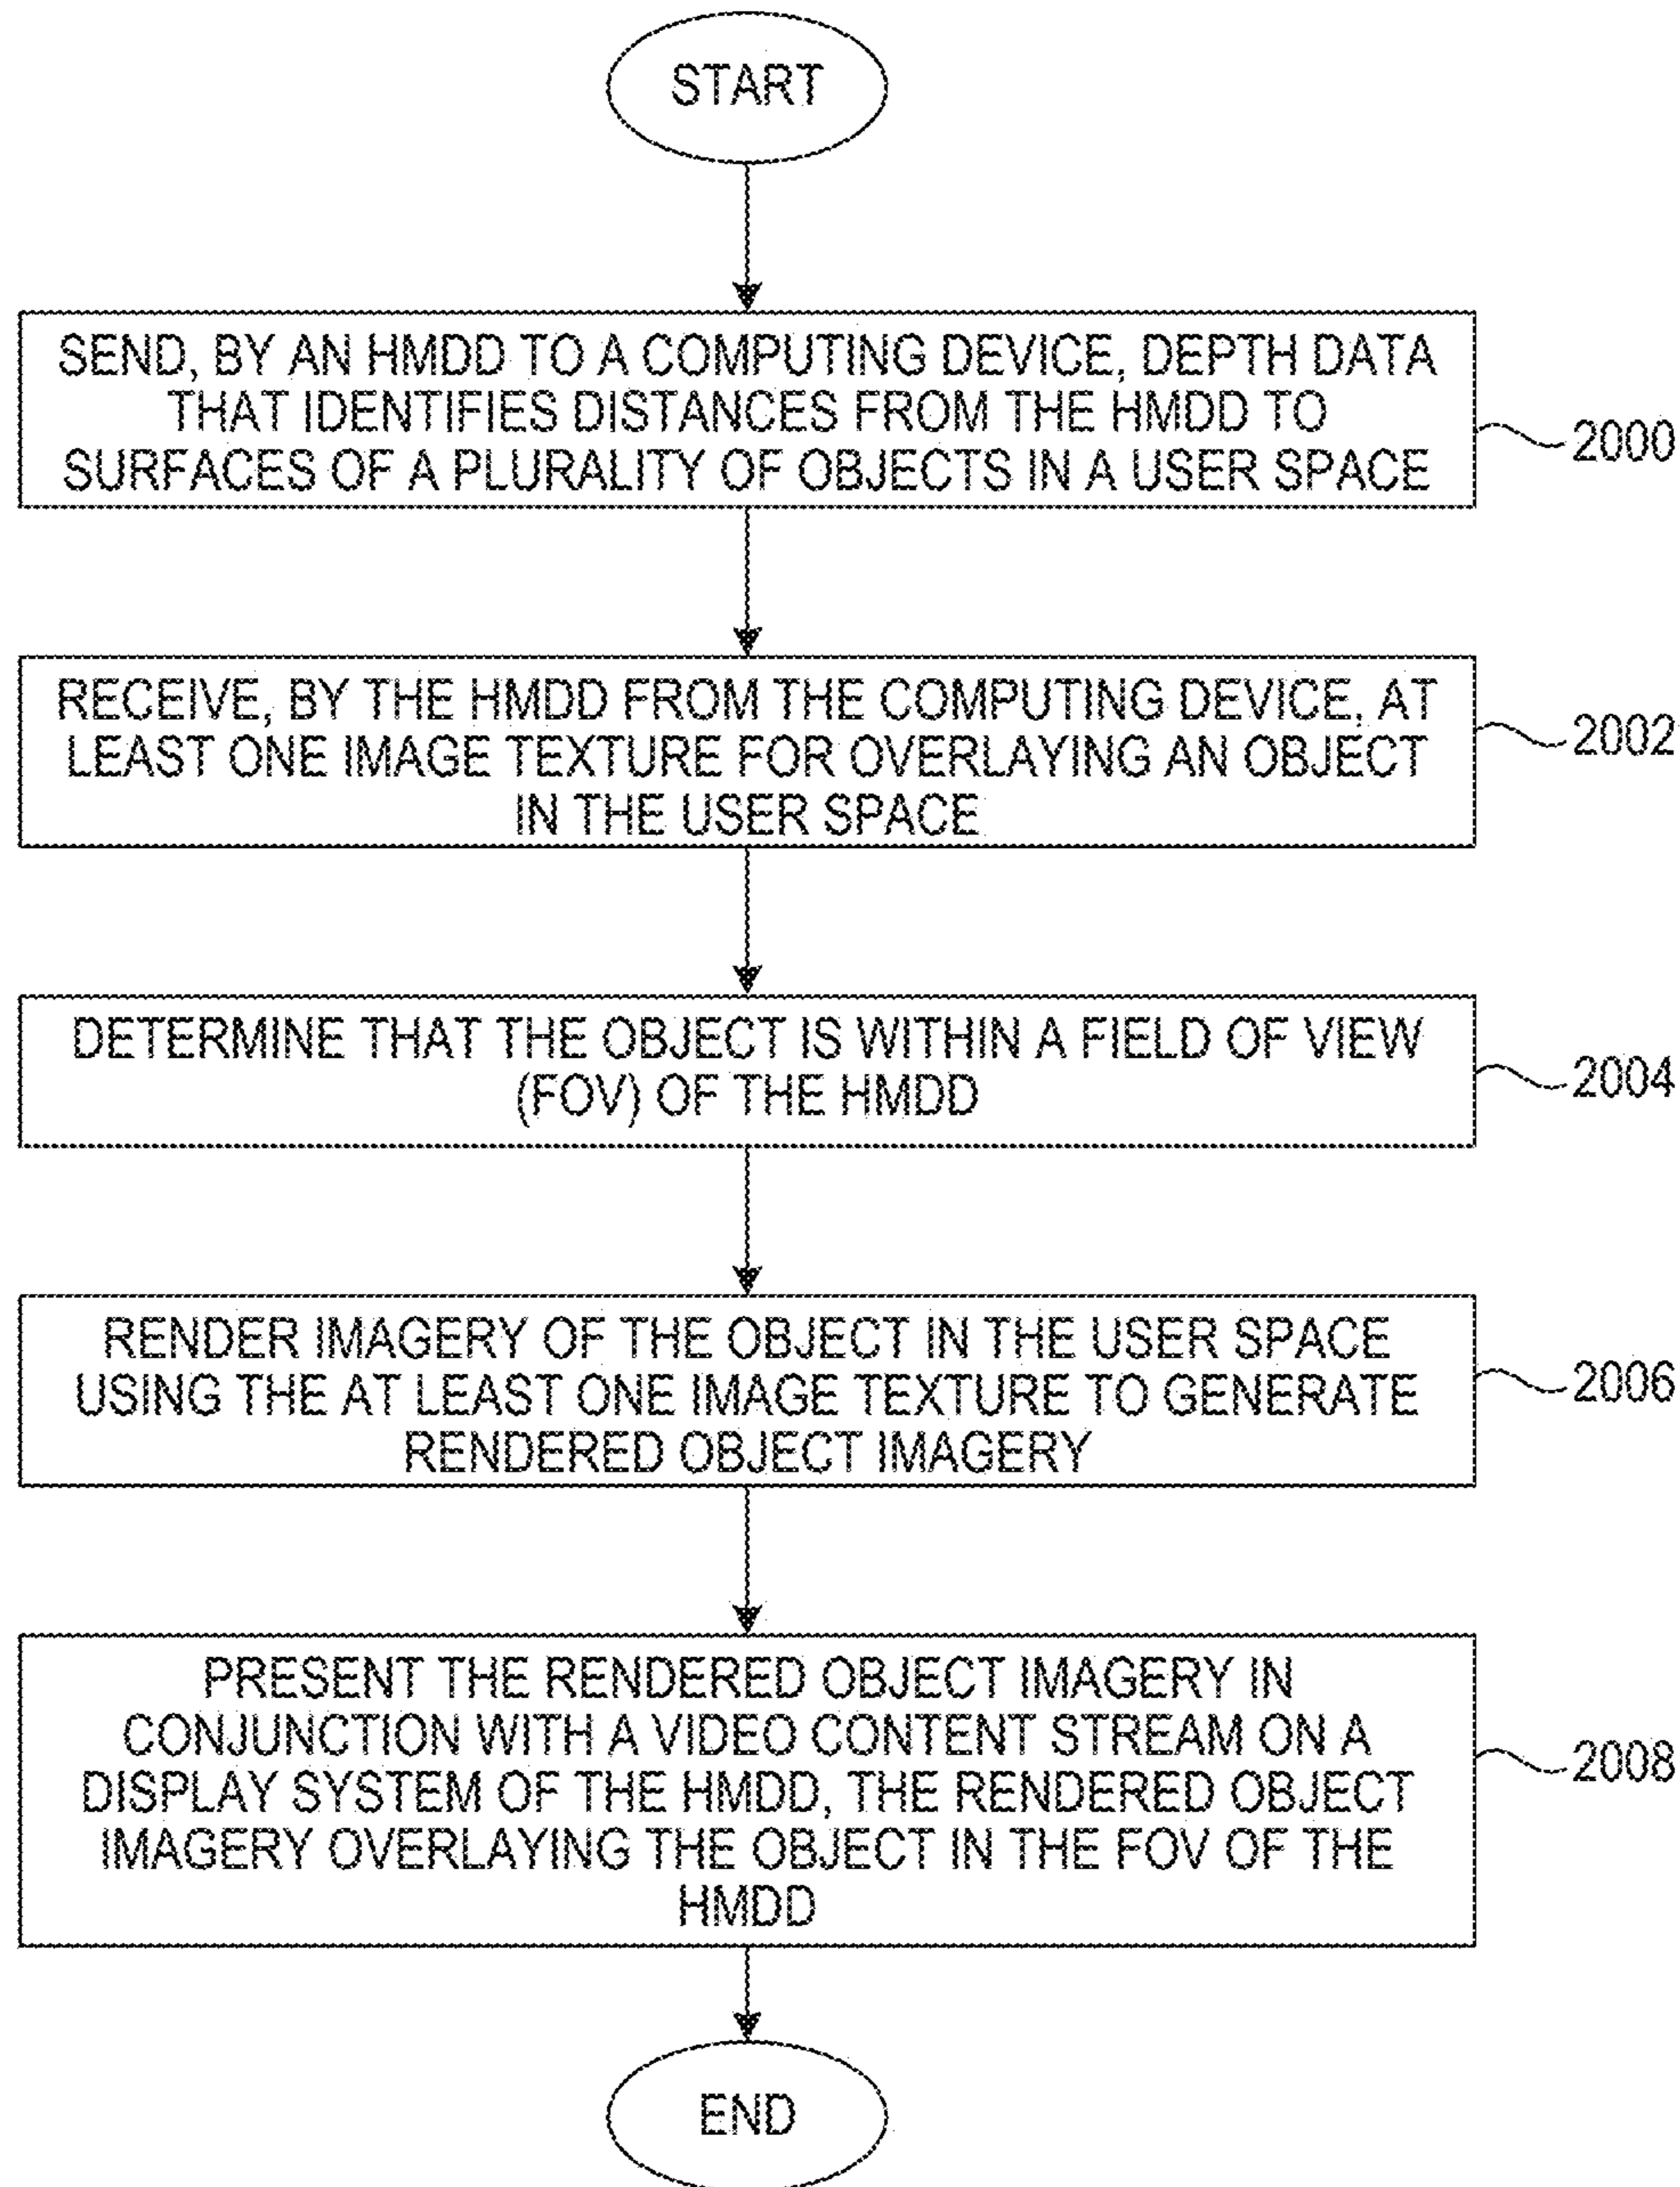 START
SEND, BY AN HMDD TO A COMPUTING DEVICE, DEPTH DATA
THAT IDENTIFIES DISTANCES FROM THE HMDD TO
SURFACES OF A PLURALITY OF OBJECTS IN A USER SPACE
2000
RECEIVE, BY THE HMDD FROM THE COMPUTING DEVICE, AT
LEAST ONE IMAGE TEXTURE FOR OVERLAYING AN OBJECT
IN THE USER SPACE
2002
DETERMINE THAT THE OBJECT IS WITHIN A FIELD OF VIEW
(FOV) OF THE HMDD
2004
RENDER IMAGERY OF THE OBJECT IN THE USER SPACE
USING THE AT LEAST ONE IMAGE TEXTURE TO GENERATE
RENDERED OBJECT IMAGERY
2006
PRESENT THE RENDERED OBJECT IMAGERY IN
CONJUNCTION WITH A VIDEO CONTENT STREAM ON A
DISPLAY SYSTEM OF THE HMDD, THE RENDERED OBJECT
IMAGERY OVERLAYING THE OBJECT IN THE FOV OF THE
HMDD
2008
END